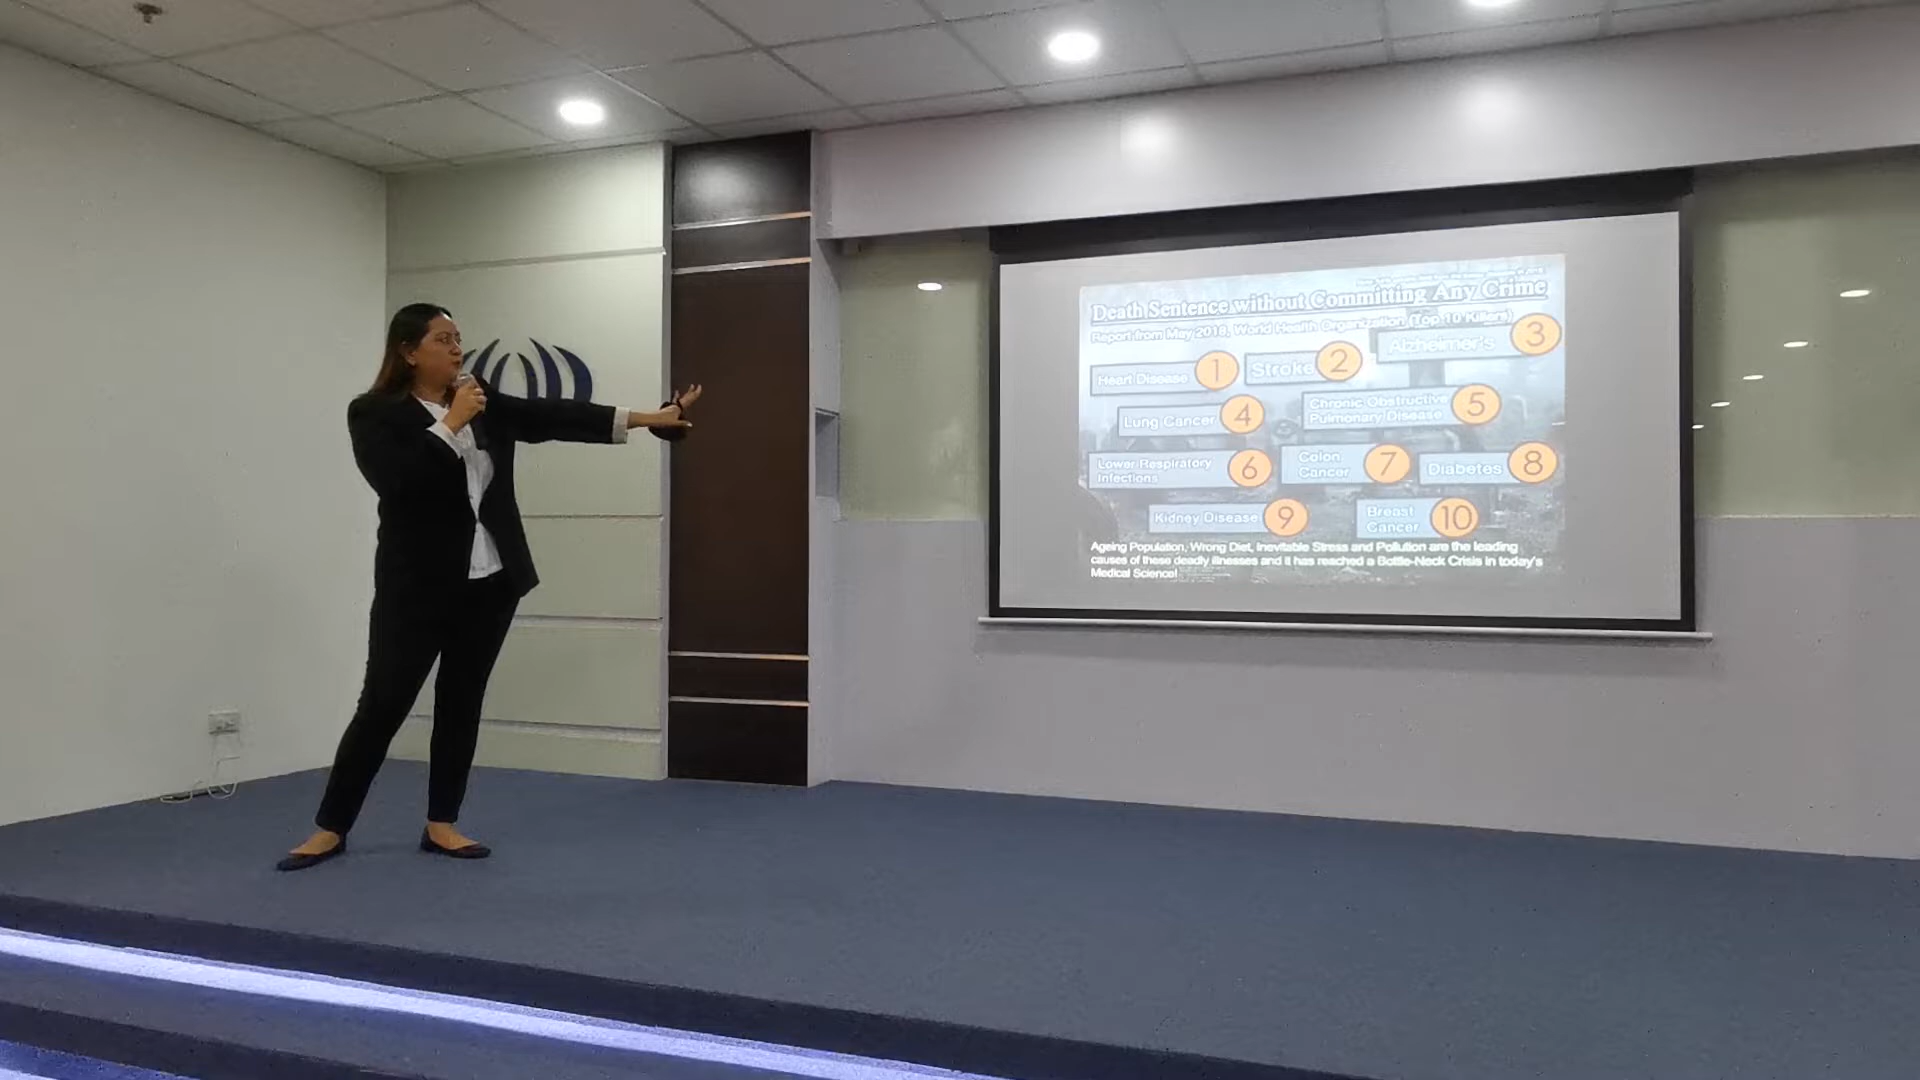 Death Sentence without Committing Any Crime
Report from May 2018, World Health Organization (Top 10 Killers)
Heart Disease 1
Stroke 2
Alzheimer's 3
Lung Cancer 4
Chronic Obstructive
Pulmonary Disease 5
Lower Respiratory
Infections 6
Colon
Cancer 7
Diabetes 8
Kidney Disease 9
Breast
Cancer 10
Ageing Population, Wrong Diet, Inevitable Stress and Pollution are the leading
causes of these deadly illnesses and it has reached a Bottle-Neck Crisis in today's
Medical Science!